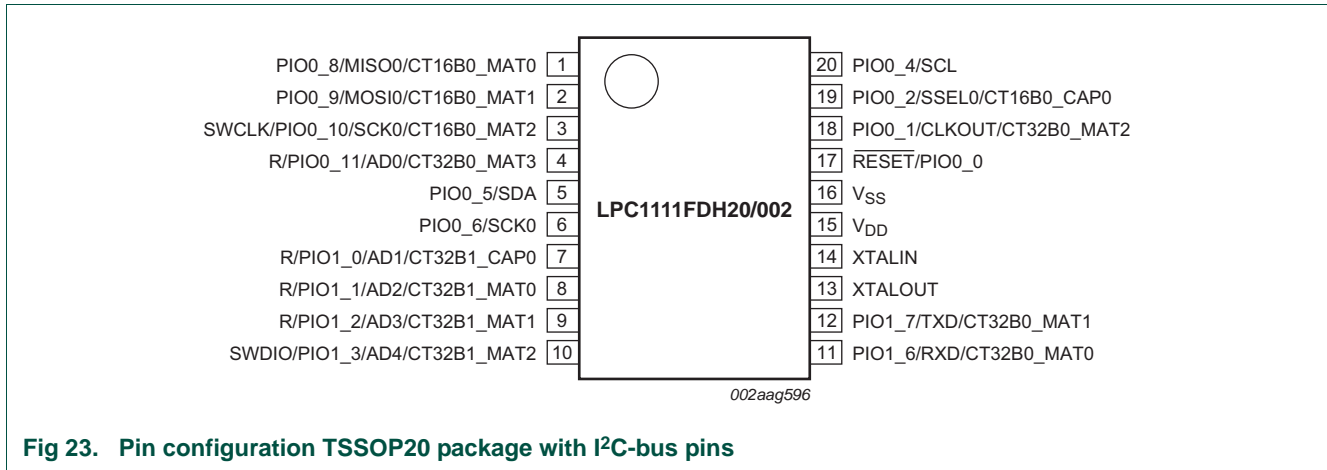 PIO0_8/MISO0/CT16B0_MAT0 1
PIO0_9/MOSI0/CT16B0_MAT1 2
SWCLK/PIO0_10/SCK0/CT16B0_MAT2 3
R/PIO0_11/AD0/CT32B0_MAT3 4
PIO0_5/SDA 5
PIO0_6/SCK0 6
R/PIO1_0/AD1/CT32B1_CAP0 7
R/PIO1_1/AD2/CT32B1_MAT0 8
R/PIO1_2/AD3/CT32B1_MAT1 9
SWDIO/PIO1_3/AD4/CT32B1_MAT2 10
LPC1111FDH20/002
20 PIO0_4/SCL
19 PIO0_2/SSEL0/CT16B0_CAP0
18 PIO0_1/CLKOUT/CT32B0_MAT2
17 RESET/PIO0_0
16 VSS
15 VDD
14 XTALIN
13 XTALOUT
12 PIO1_7/TXD/CT32B0_MAT1
11 PIO1_6/RXD/CT32B0_MAT0
002aag596
Fig 23. Pin configuration TSSOP20 package with I2C-bus pins